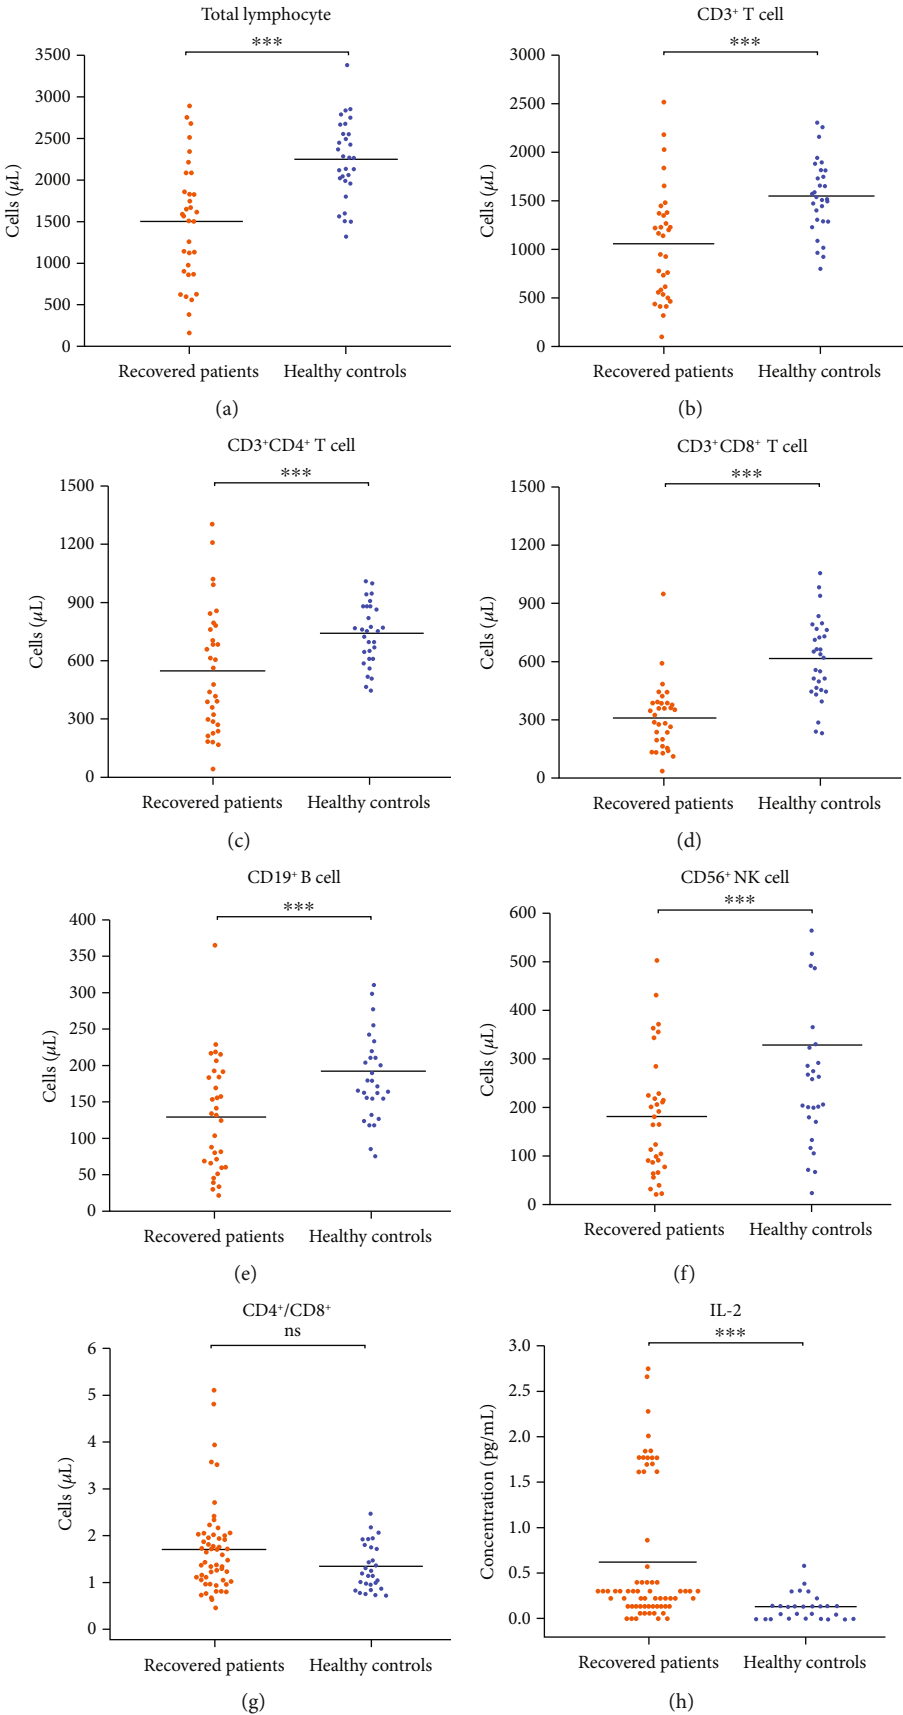 Total lymphocyte
***
3500
3000
2500
2000
1500
1000
500
0
Cells (μL)
Recovered patients Healthy controls
(a)
CD3⁺ T cell
***
3000
2500
2000
1500
1000
500
0
Cells (μL)
Recovered patients Healthy controls
(b)
CD3⁺CD4⁺ T cell
***
1500
1200
900
600
300
0
Cells (μL)
Recovered patients Healthy controls
(c)
CD3⁺CD8⁺ T cell
***
1500
1200
900
600
300
0
Cells (μL)
Recovered patients Healthy controls
(d)
CD19⁺ B cell
***
400
350
300
250
200
150
100
50
0
Cells (μL)
Recovered patients Healthy controls
(e)
CD56⁺ NK cell
***
600
500
400
300
200
100
0
Cells (μL)
Recovered patients Healthy controls
(f)
CD4⁺/CD8⁺
ns
6
5
4
3
2
1
0
Cells (μL)
Recovered patients Healthy controls
(g)
IL-2
***
3.0
2.5
2.0
1.5
1.0
0.5
0.0
Concentration (pg/mL)
Recovered patients Healthy controls
(h)